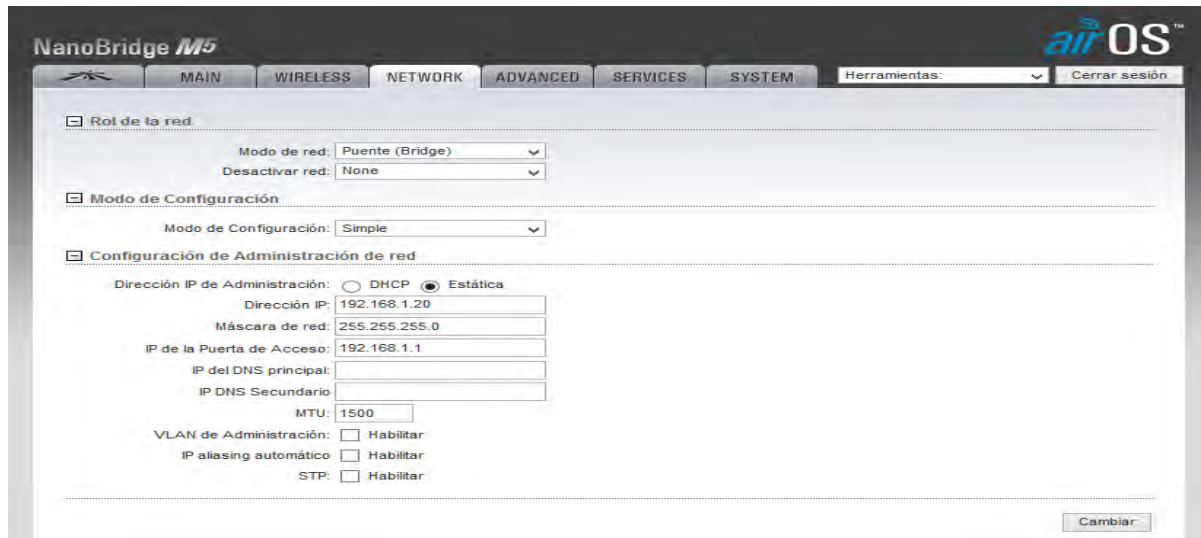 NanoBridge M5
airOS™
MAIN WIRELESS NETWORK ADVANCED SERVICES SYSTEM Herramientas: Cerrar sesión
Rol de la red
Modo de red: Puente (Bridge)
Desactivar red: None
Modo de Configuración
Modo de Configuración: Simple
Configuración de Administración de red
Dirección IP de Administración: DHCP Estática
Dirección IP: 192.168.1.20
Máscara de red: 255.255.255.0
IP de la Puerta de Acceso: 192.168.1.1
IP del DNS principal:
IP DNS Secundario
MTU: 1500
VLAN de Administración: Habilitar
IP aliasing automático Habilitar
STP: Habilitar
Cambiar